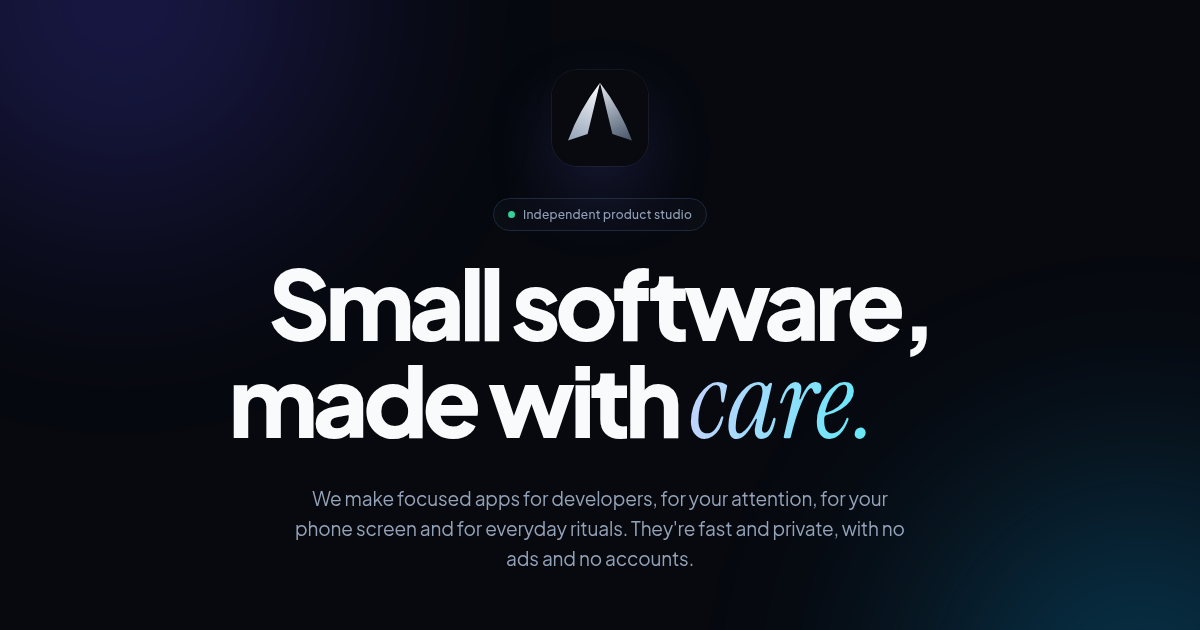 Independent product studio
Small software,
made with care.
We make focused apps for developers, for your attention, for your
phone screen and for everyday rituals. They're fast and private, with no
ads and no accounts.